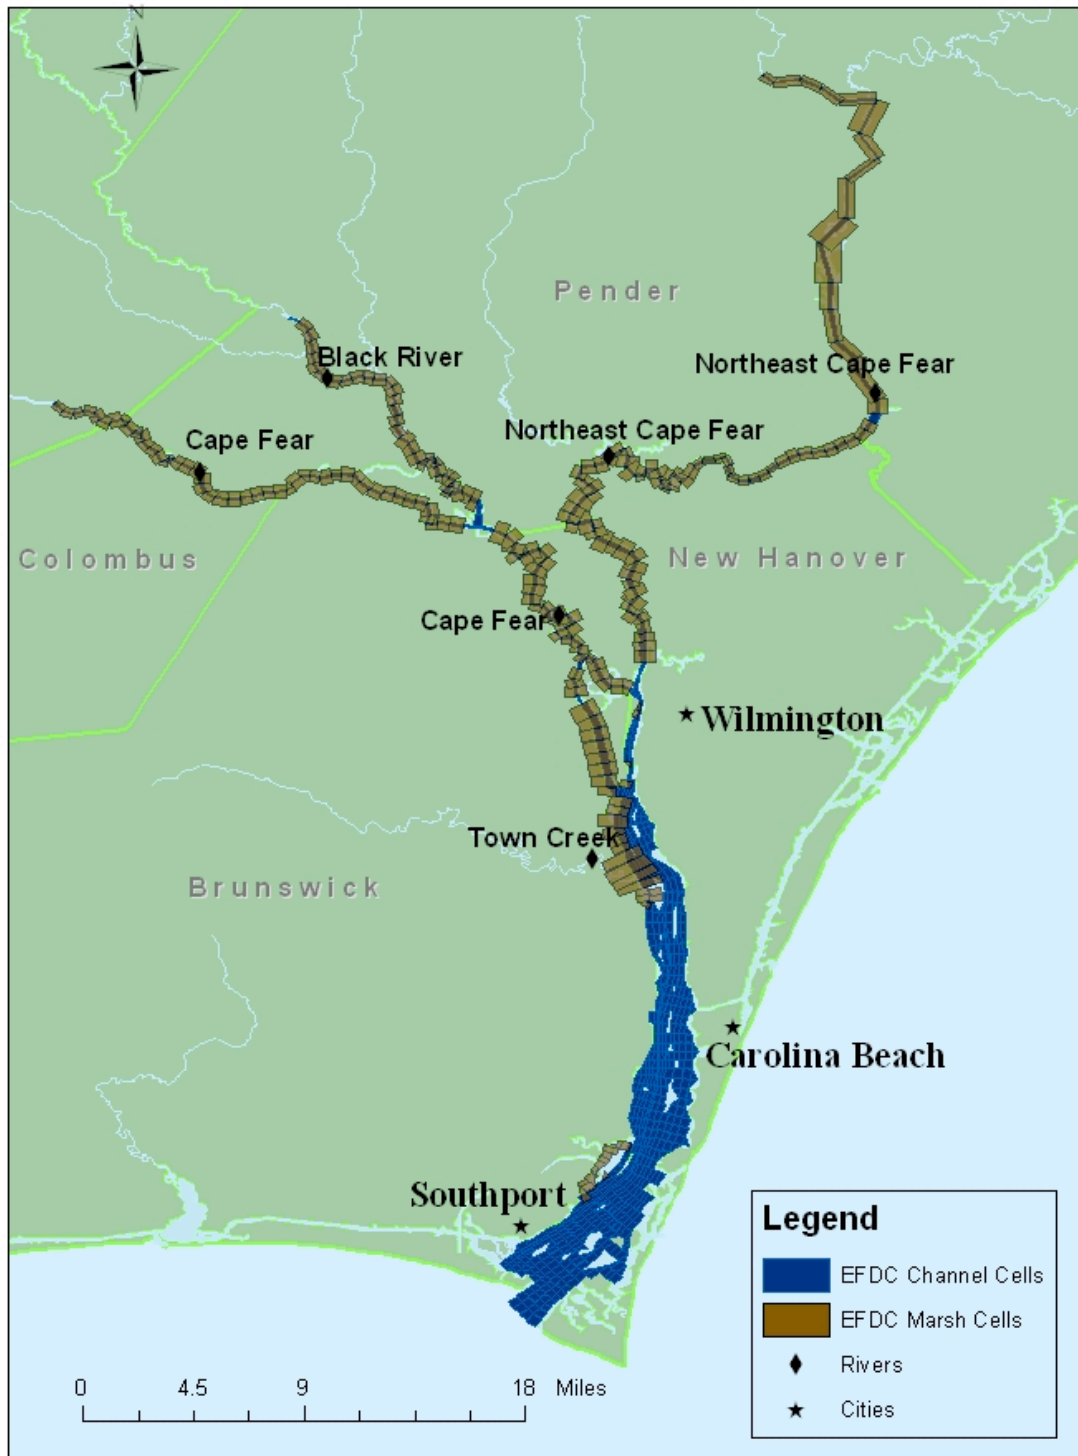 N
Pender
Black River
Northeast Cape Fear
Cape Fear
Northeast Cape Fear
Colombus
New Hanover
Cape Fear
Wilmington
Town Creek
Brunswick
Carolina Beach
Southport
Legend
EFDC Channel Cells
EFDC Marsh Cells
Rivers
Cities
0 4.5 9 18 Miles